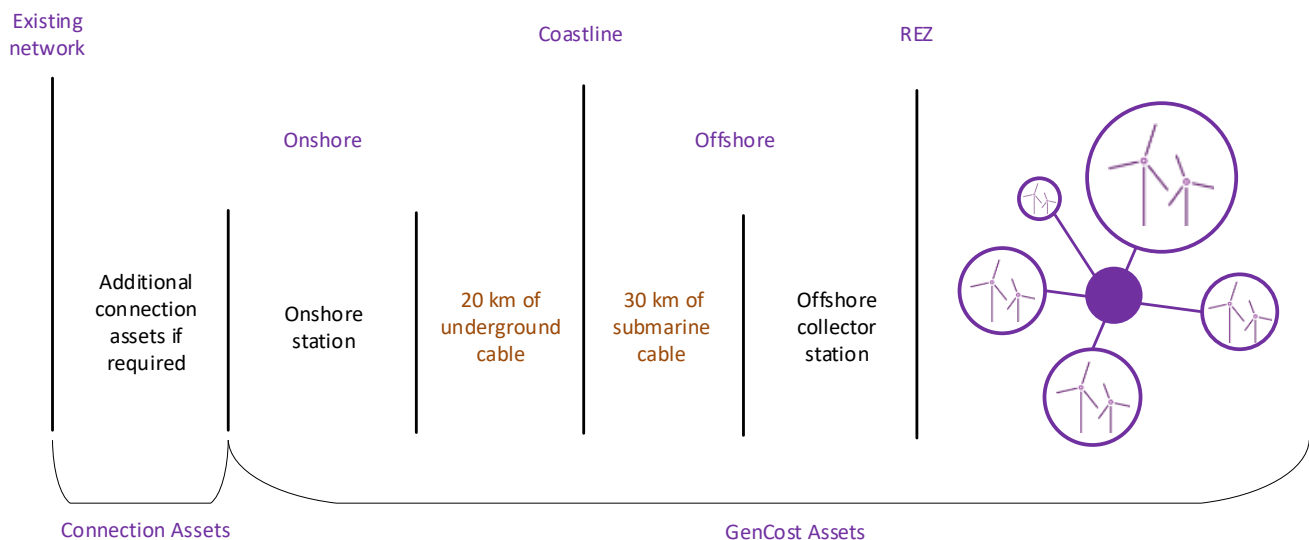 Existing
network
Coastline
REZ
Onshore
Offshore
Additional
connection
assets if
required
Onshore
station
20 km of
underground
cable
30 km of
submarine
cable
Offshore
collector
station
Connection Assets
GenCost Assets